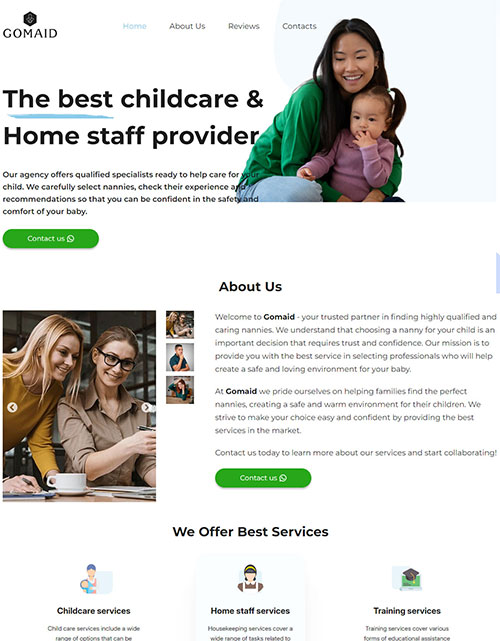 GOMAID
Home About Us Reviews Contacts
The best childcare &
Home staff provider
Our agency offers qualified specialists ready to help care for your
child. We carefully select nannies, check their experience and
recommendations so that you can be confident in the safety and
comfort of your baby.
Contact us
About Us
Welcome to Gomaid - your trusted partner in finding highly qualified and
caring nannies. We understand that choosing a nanny for your child is an
important decision that requires trust and confidence. Our mission is to
provide you with the best service in selecting professionals who will help
create a safe and loving environment for your baby.
At Gomaid we pride ourselves on helping families find the perfect
nannies, creating a safe and warm environment for their children. We
strive to make your choice easy and confident by providing the best
services in the market.
Contact us today to learn more about our services and start collaborating!
Contact us
We Offer Best Services
Childcare services
Child care services include a wide
range of options that can be
Home staff services
Housekeeping services cover a
wide range of tasks related to
Training services
Training services cover various
forms of educational assistance